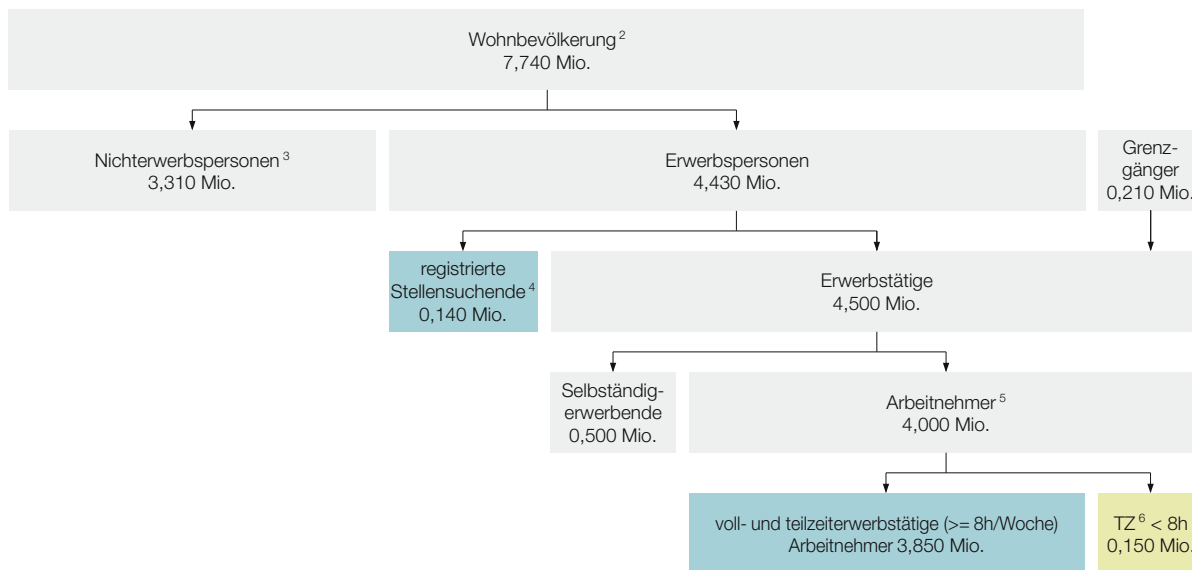 Wohnbevölkerung 2
7,740 Mio.
Nichterwerbspersonen 3
3,310 Mio.
Erwerbspersonen
4,430 Mio.
Grenz-
gänger
0,210 Mio.
registrierte
Stellensuchende 4
0,140 Mio.
Erwerbstätige
4,500 Mio.
Selbständig-
erwerbende
0,500 Mio.
Arbeitnehmer 5
4,000 Mio.
voll- und teilzeiterwerbstätige (>= 8h/Woche)
Arbeitnehmer 3,850 Mio.
TZ 6 < 8h
0,150 Mio.